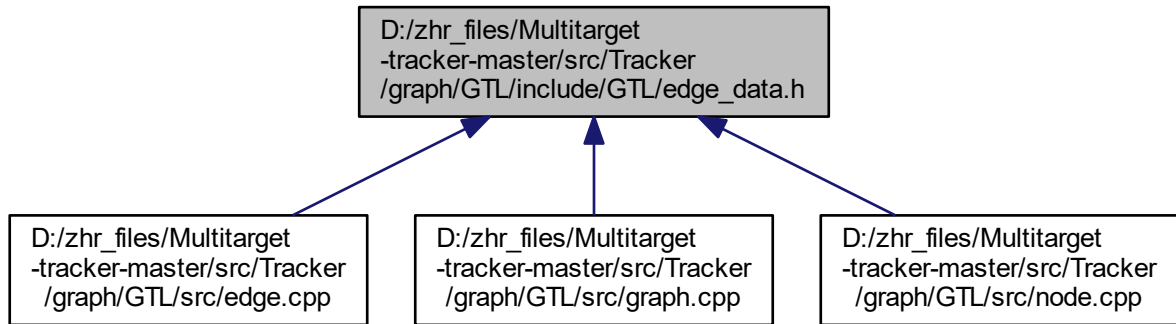 D:/zhr_files/Multitarget
-tracker-master/src/Tracker
/graph/GTL/include/GTL/edge_data.h
D:/zhr_files/Multitarget
-tracker-master/src/Tracker
/graph/GTL/src/edge.cpp
D:/zhr_files/Multitarget
-tracker-master/src/Tracker
/graph/GTL/src/graph.cpp
D:/zhr_files/Multitarget
-tracker-master/src/Tracker
/graph/GTL/src/node.cpp